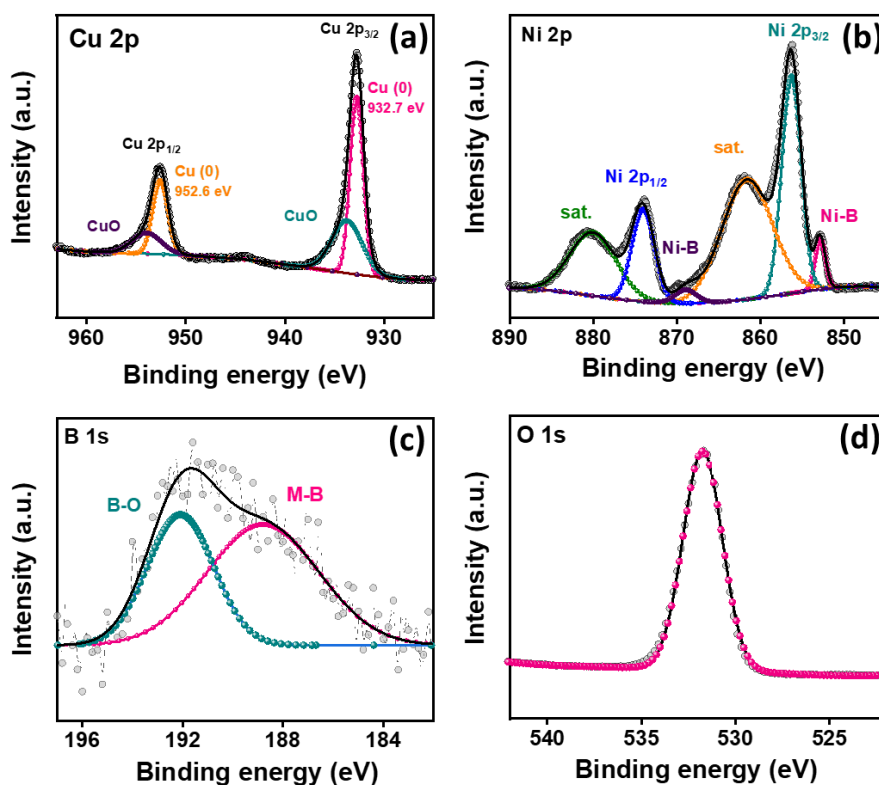 Cu 2p
Cu 2p3/2
(a)
Cu (0)
932.7 eV
Cu 2p1/2
Cu (0)
952.6 eV
CuO
CuO
Intensity (a.u.)
960 950 940 930
Binding energy (eV)
Ni 2p
Ni 2p3/2
(b)
sat.
Ni 2p1/2
sat.
Ni-B
Ni-B
Intensity (a.u.)
890 880 870 860 850
Binding energy (eV)
B 1s
(c)
B-O
M-B
Intensity (a.u.)
196 192 188 184
Binding energy (eV)
O 1s
(d)
Intensity (a.u.)
540 535 530 525
Binding energy (eV)